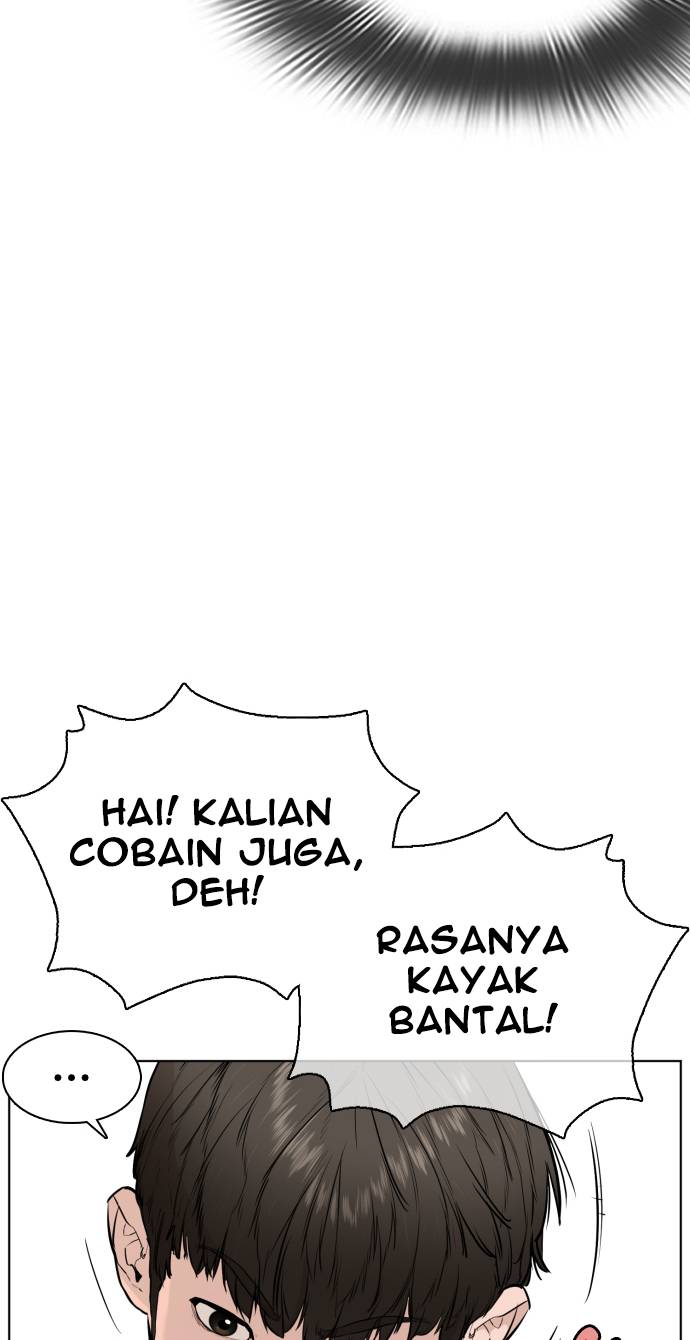 HAI! KALIAN
COBAIN JUGA,
DEH!
RASANYA
KAYAK
BANTAL!
...